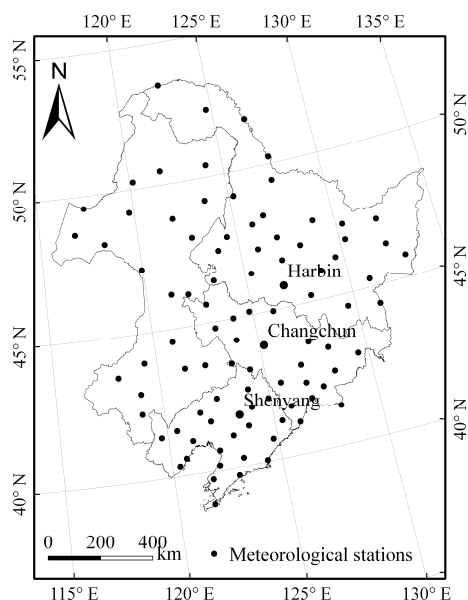 120° E 125° E 130° E 135° E
55° N
N
50° N
50° N
45° N
Harbin
45° N
Changchun
Shenyang
40° N
40° N
0 200 400
km
Meteorological stations
115° E 120° E 125° E 130° E